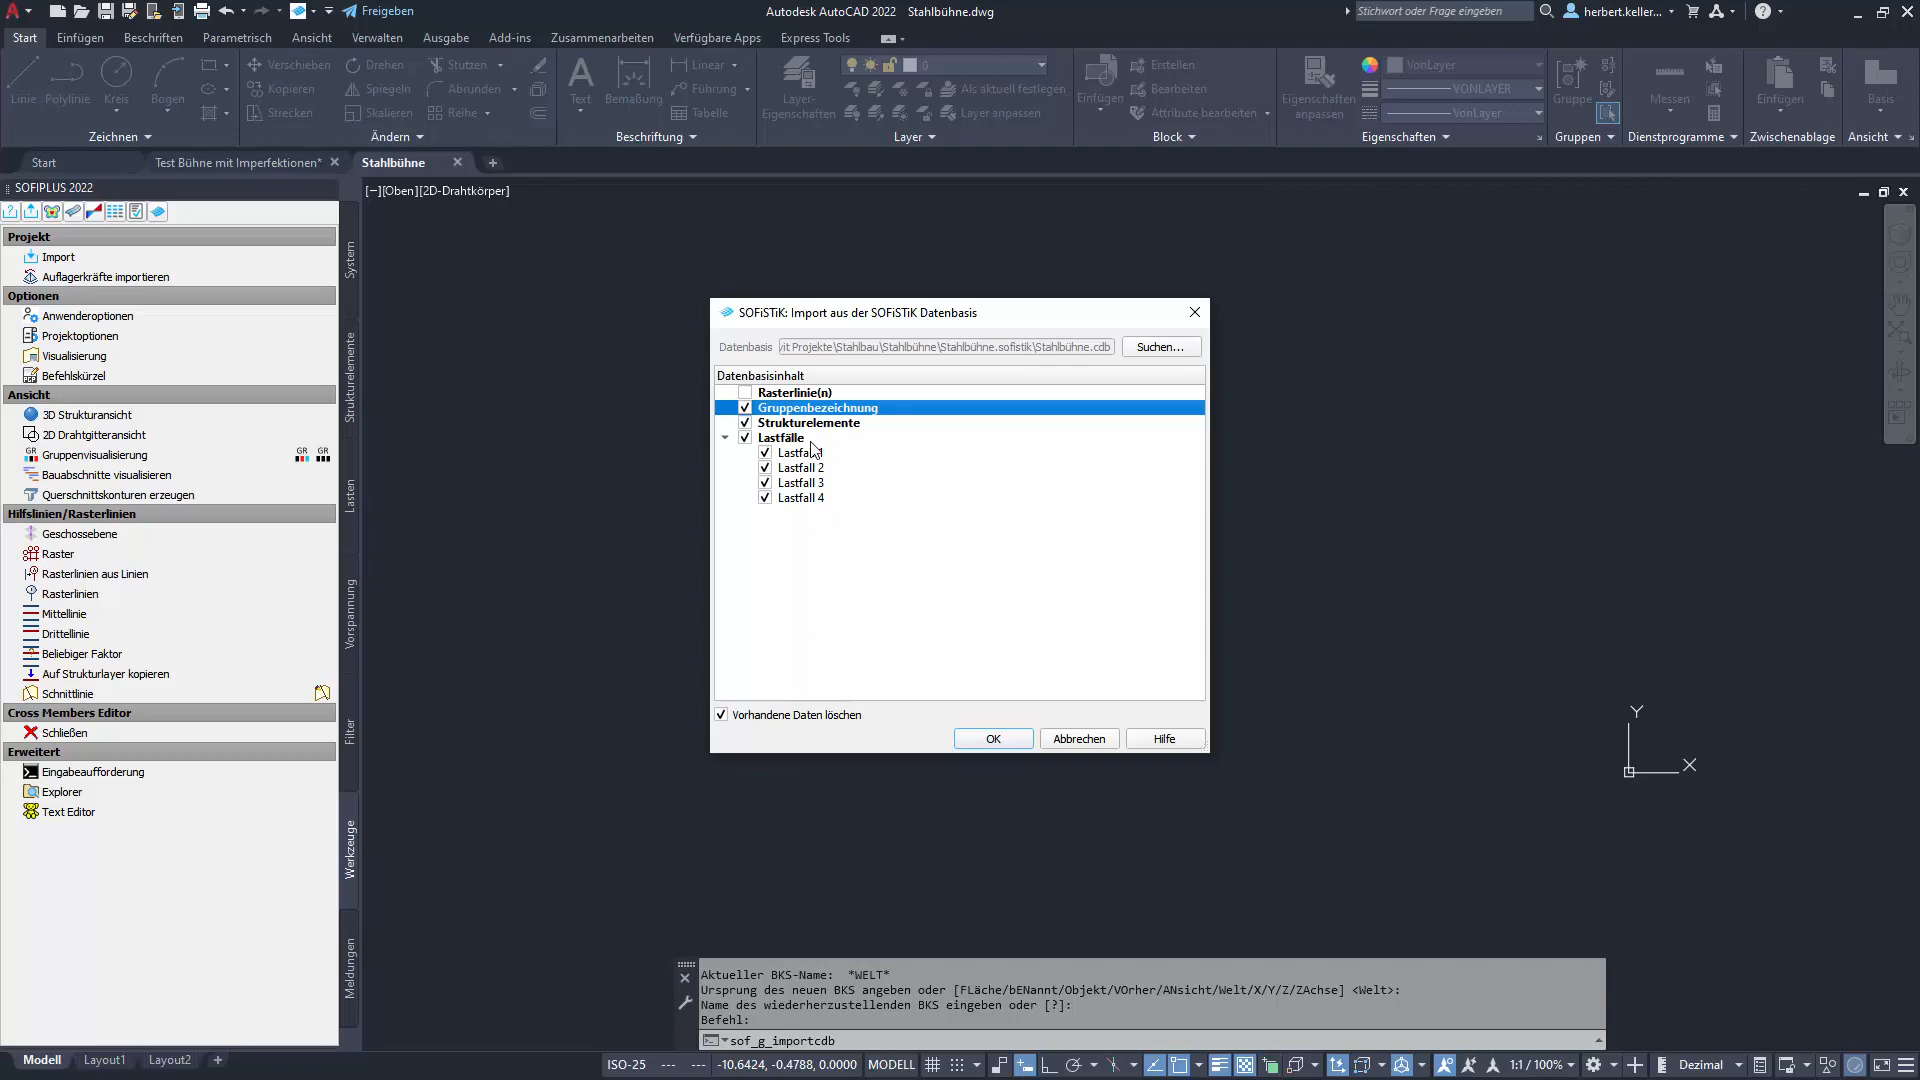 Freigeben
Autodesk AutoCAD 2022 Stahlbühne.dwg
Stichwort oder Frage eingeben
herbert.keller...
Start Einfügen Beschriften Parametrisch Ansicht Verwalten Ausgabe Add-ins Zusammenarbeiten Verfügbare Apps Express Tools
Linie Polylinie Kreis Bogen
Zeichnen
Verschieben Drehen Stutzen
Kopieren Spiegeln Abrunden
Strecken Skalieren Reihe
Ändern
Text Bemaßung
Linear
Führung
Tabelle
Beschriftung
Layer-
Eigenschaften
0
Als aktuell festlegen
Layer anpassen
Layer
Einfügen
Erstellen
Bearbeiten
Attribute bearbeiten
Block
Eigenschaften
anpassen
VonLayer
VONLAYER
VonLayer
Eigenschaften
Gruppe
Gruppen
Messen
Dienstprogramme
Einfügen
Zwischenablage
Basis
Ansicht
Start Test Bühne mit Imperfektionen* Stahlbühne
SOFIPLUS 2022
[−][Oben][2D-Drahtkörper]
Projekt
Import
Auflagerkräfte importieren
Optionen
Anwenderoptionen
Projektoptionen
Visualisierung
Befehlskürzel
Ansicht
3D Strukturansicht
2D Drahtgitteransicht
Gruppenvisualisierung GR GR
Bauabschnitte visualisieren
Querschnittskonturen erzeugen
Hilfslinien/Rasterlinien
Geschossebene
Raster
Rasterlinien aus Linien
Rasterlinien
Mittellinie
Drittellinie
Beliebiger Faktor
Auf Strukturlayer kopieren
Schnittlinie
Cross Members Editor
Schließen
Erweitert
Eingabeaufforderung
Explorer
Text Editor
System
Strukturelemente
Lasten
Vorspannung
Filter
Werkzeuge
Meldungen
SOFiSTiK: Import aus der SOFiSTiK Datenbasis
Datenbasis vit Projekte\Stahlbau\Stahlbühne\Stahlbühne.sofistik\Stahlbühne.cdb Suchen...
Datenbasisinhalt
Rasterlinie(n)
Gruppenbezeichnung
Strukturelemente
Lastfälle
Lastfall 1
Lastfall 2
Lastfall 3
Lastfall 4
Vorhandene Daten löschen
OK Abbrechen Hilfe
Y
X
Aktueller BKS-Name: *WELT*
Ursprung des neuen BKS angeben oder [FLäche/bENannt/Objekt/VOrher/ANsicht/Welt/X/Y/Z/ZAchse] <Welt>:
Name des wiederherzustellenden BKS eingeben oder [?]:
Befehl:
sof_g_importcdb
Modell Layout1 Layout2
ISO-25 --- --- -10.6424, -0.4788, 0.0000 MODELL 1:1 / 100% Dezimal